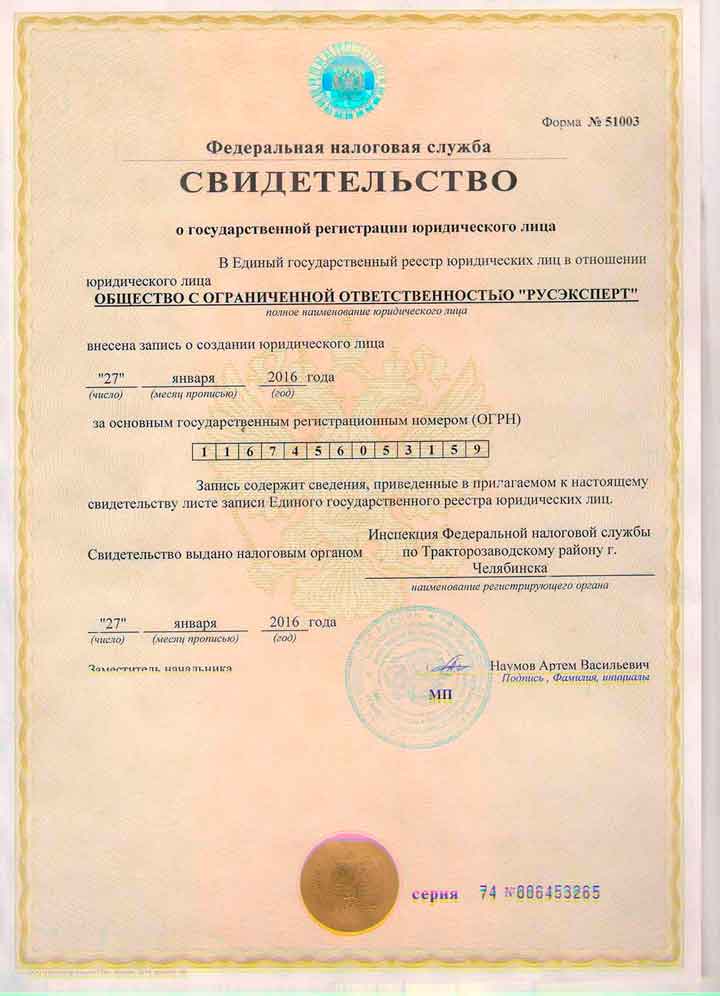 Форма № 51003
Федеральная налоговая служба
СВИДЕТЕЛЬСТВО
о государственной регистрации юридического лица
В Единый государственный реестр юридических лиц в отношении
юридического лица
ОБЩЕСТВО С ОГРАНИЧЕННОЙ ОТВЕТСТВЕННОСТЬЮ "РУСЭКСПЕРТ"
полное наименование юридического лица
внесена запись о создании юридического лица
"27" января 2016 года
(число) (месяц прописью) (год)
за основным государственным регистрационным номером (ОГРН)
1 1 6 7 4 5 6 0 5 3 1 5 9
Запись содержит сведения, приведенные в прилагаемом к настоящему
свидетельству листе записи Единого государственного реестра юридических лиц.
Инспекция Федеральной налоговой службы
Свидетельство выдано налоговым органом по Тракторозаводскому району г.
Челябинска
наименование регистрирующего органа
"27" января 2016 года
(число) (месяц прописью) (год)
Заместитель начальника Наумов Артем Васильевич
Подпись , Фамилия, инициалы
МП
серия 74 №006453265